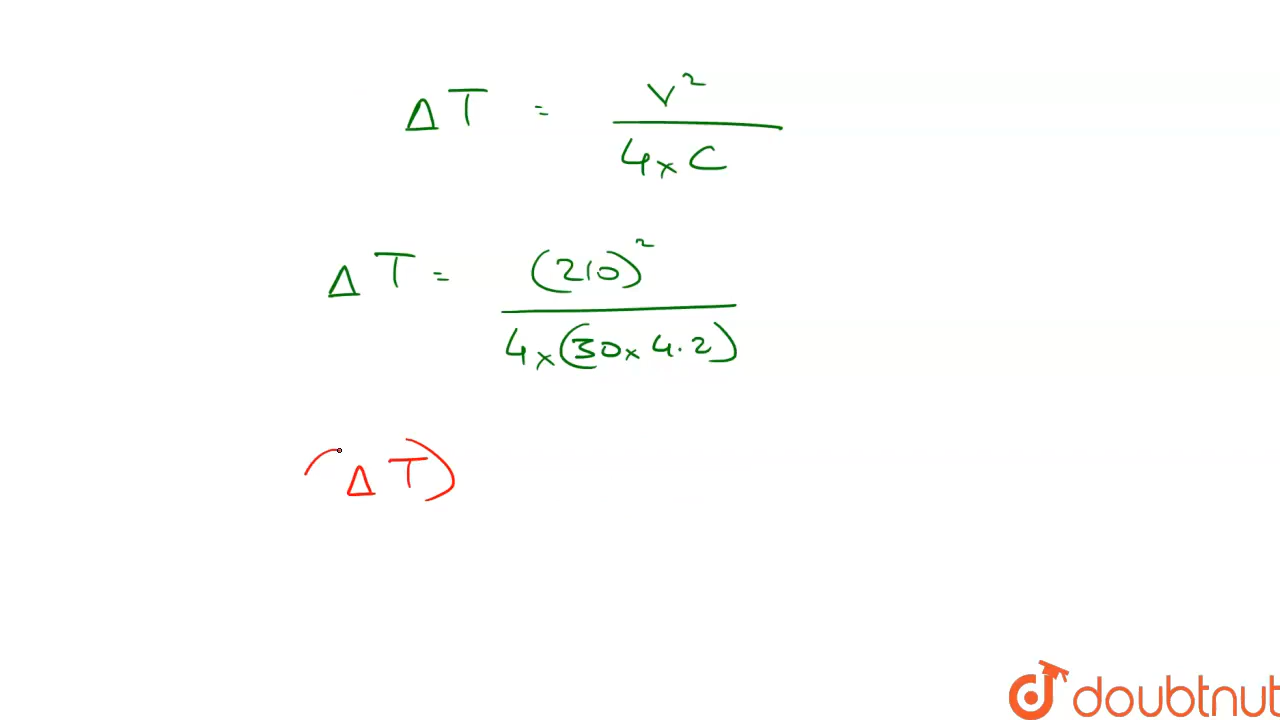 ΔT = V² / 4 × C
ΔT = (210)² / 4 × (30 × 4.2)
(ΔT)
doubtnut